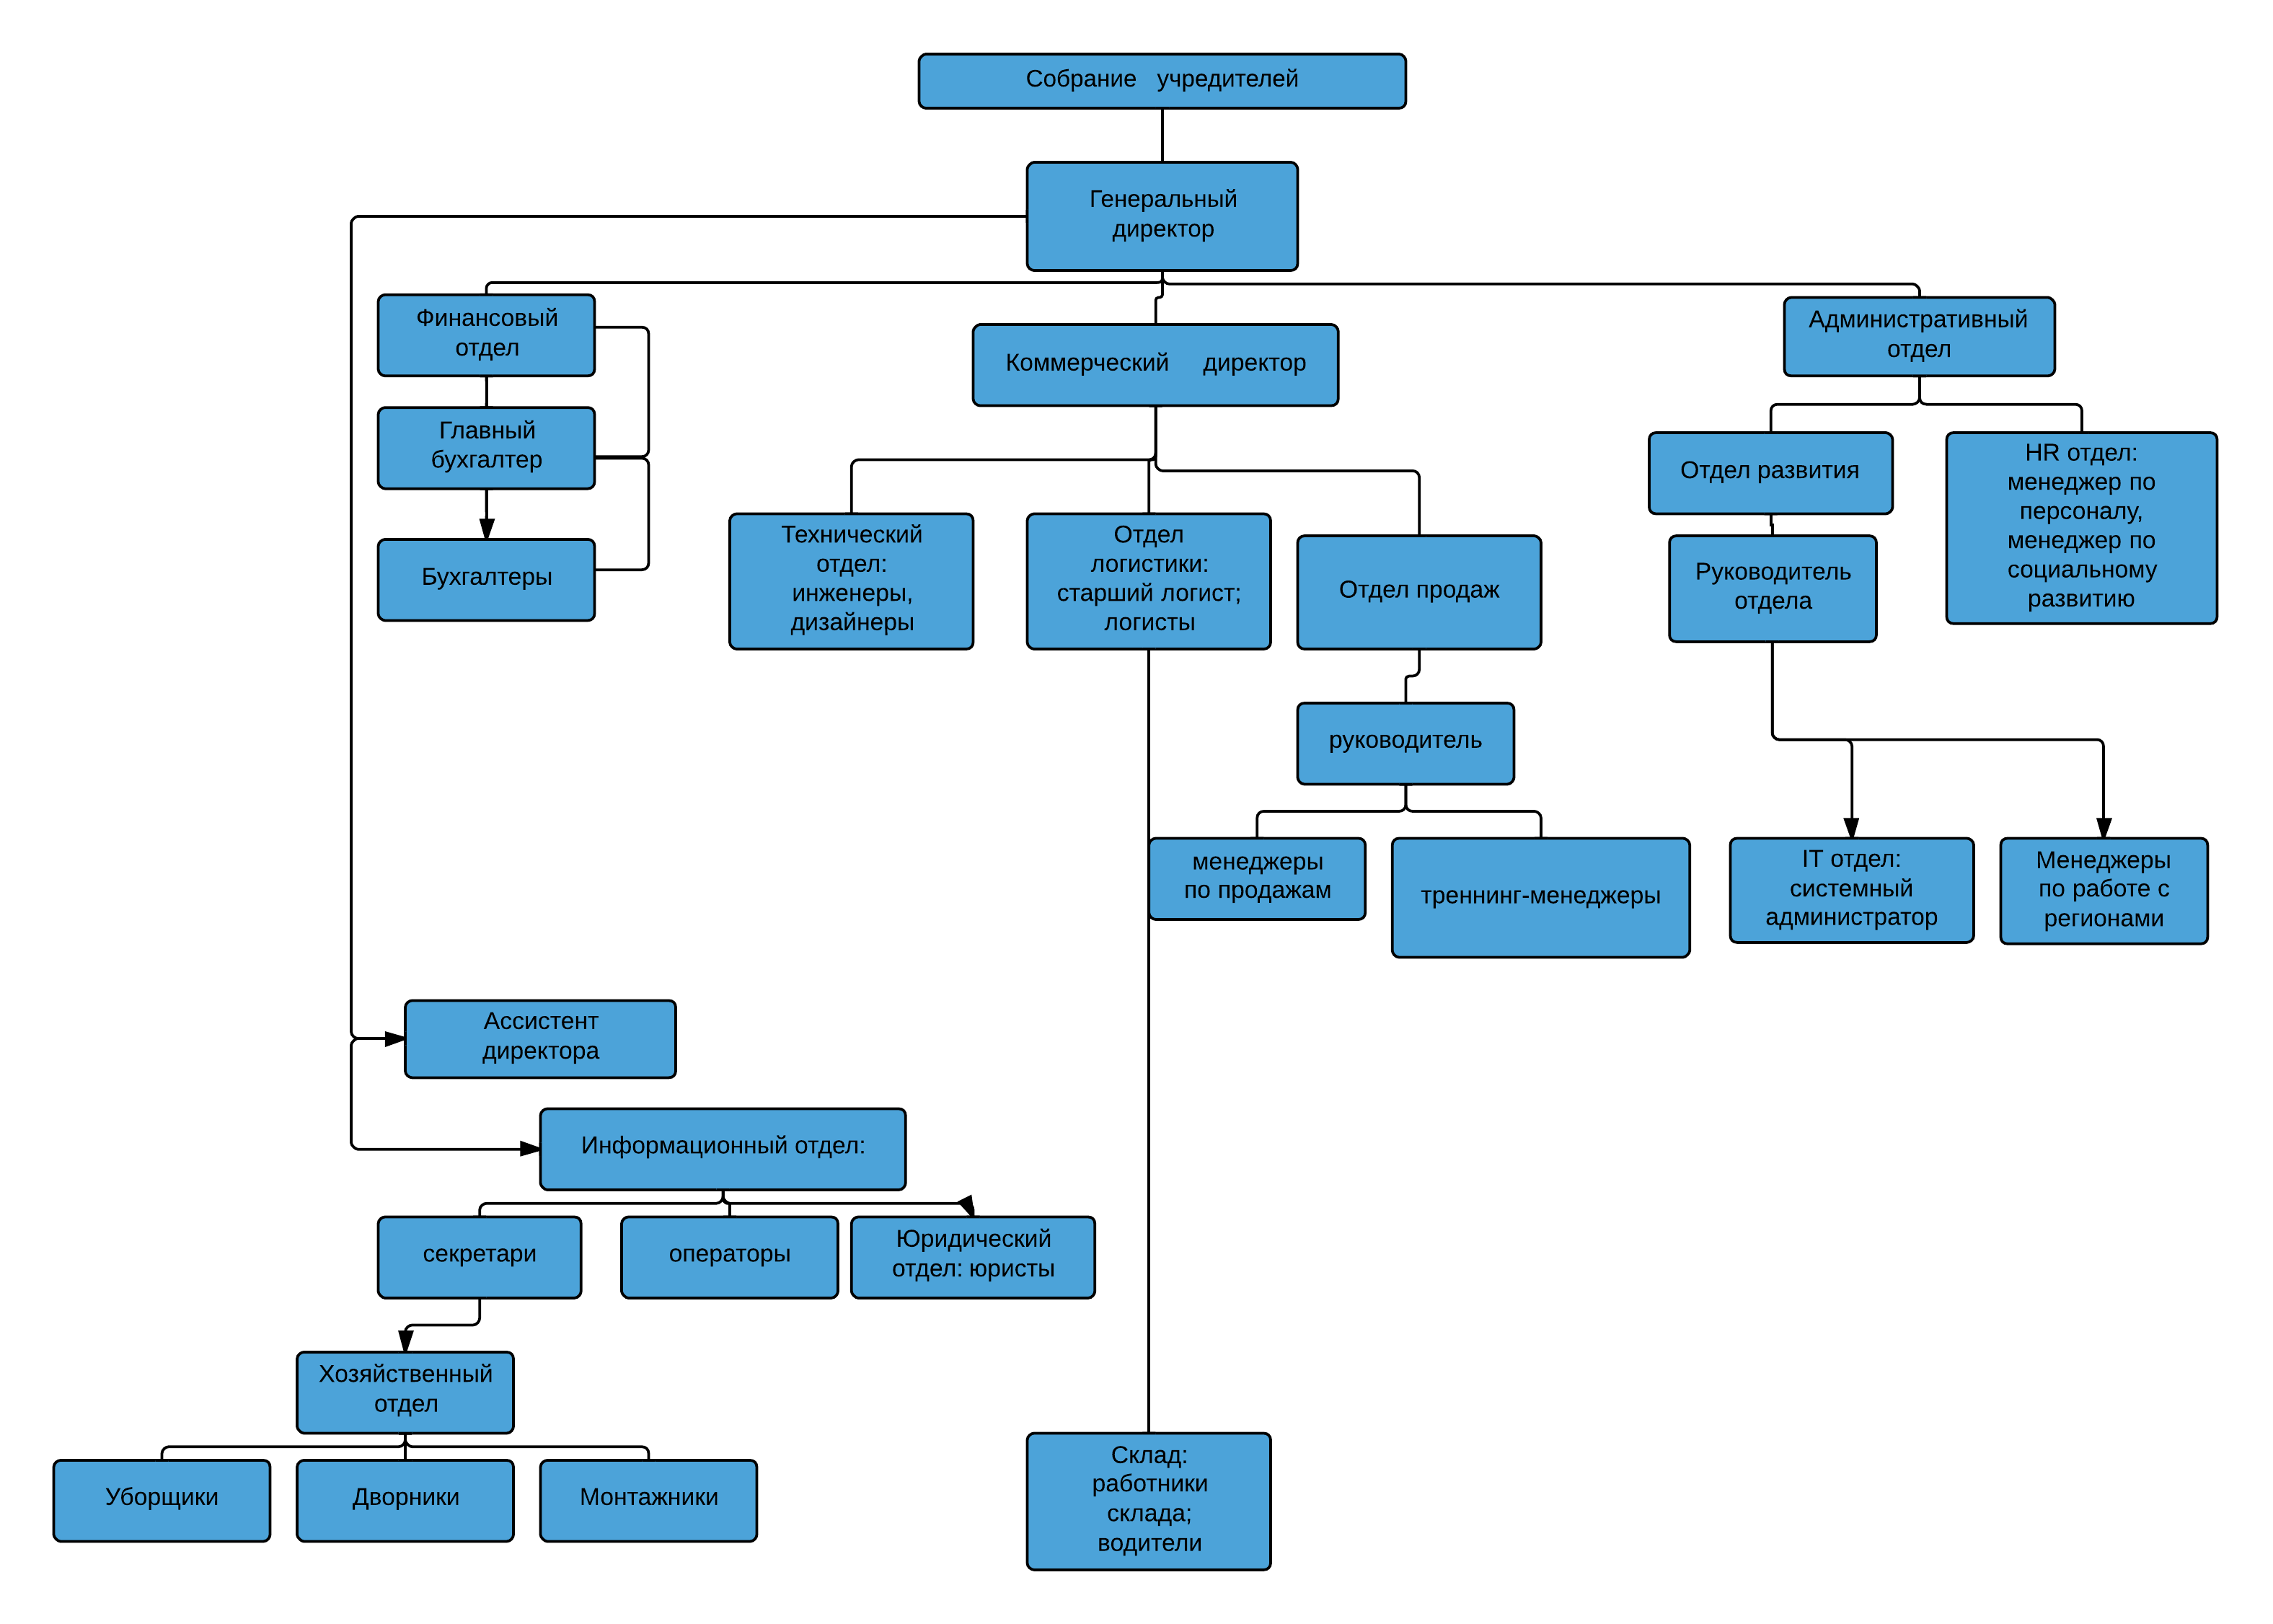 Собрание учредителей
Генеральный
директор
Финансовый
отдел
Коммерческий директор
Административный
отдел
Главный
бухгалтер
Бухгалтеры
Технический
отдел:
инженеры,
дизайнеры
Отдел
логистики:
старший логист;
логисты
Отдел продаж
Отдел развития
HR отдел:
менеджер по
персоналу,
менеджер по
социальному
развитию
Руководитель
отдела
руководитель
менеджеры
по продажам
треннинг-менеджеры
IT отдел:
системный
администратор
Менеджеры
по работе с
регионами
Ассистент
директора
Информационный отдел:
секретари
операторы
Юридический
отдел: юристы
Хозяйственный
отдел
Уборщики
Дворники
Монтажники
Склад:
работники
склада;
водители